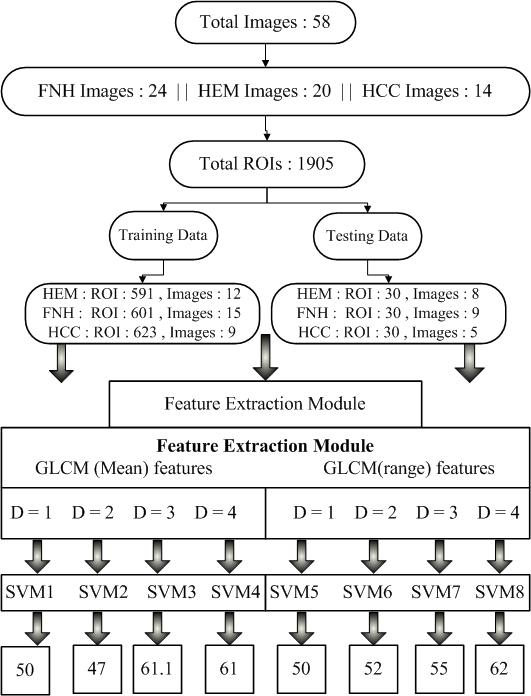 Total Images : 58
FNH Images : 24 || HEM Images : 20 || HCC Images : 14
Total ROIs : 1905
Training Data
Testing Data
HEM : ROI : 591 , Images : 12
FNH : ROI : 601 , Images : 15
HCC : ROI : 623 , Images : 9
HEM : ROI : 30 , Images : 8
FNH : ROI : 30 , Images : 9
HCC : ROI : 30 , Images : 5
Feature Extraction Module
Feature Extraction Module
GLCM (Mean) features GLCM(range) features
D = 1 D = 2 D = 3 D = 4 D = 1 D = 2 D = 3 D = 4
SVM1 SVM2 SVM3 SVM4 SVM5 SVM6 SVM7 SVM8
50 47 61.1 61 50 52 55 62